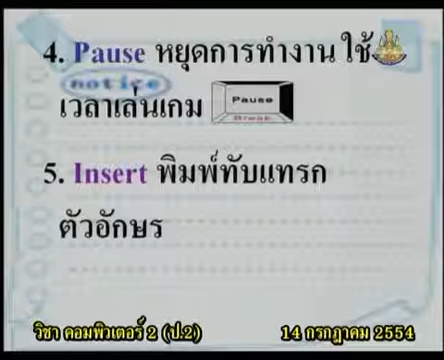 4. Pause หยุดการทำงาน ใช้
notice
เวลาเล่นเกม
Pause
Break
5. Insert พิมพ์ทับแทรก
ตัวอักษร
วิชา คอมพิวเตอร์ 2 (ป.2)
14 กรกฎาคม 2554